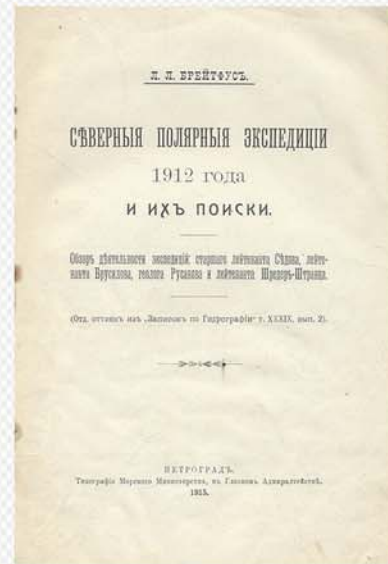 Л. Л. БРЕЙТФУСЪ.
СѢВЕРНЫЯ ПОЛЯРНЫЯ ЭКСПЕДИЦІИ
1912 года
И ИХЪ ПОИСКИ.
Обзоръ дѣятельности экспедицій: старшаго лейтенанта Сѣдова, лейте-
нанта Брусилова, геолога Русанова и лейтенанта Шредеръ-Штранца.
(Отд. оттискъ изъ „Записокъ по Гидрографіи“ т. XXXIX, вып. 2).
ПЕТРОГРАДЪ.
Типографія Морского Министерства, въ Главномъ Адмиралтействѣ.
1915.